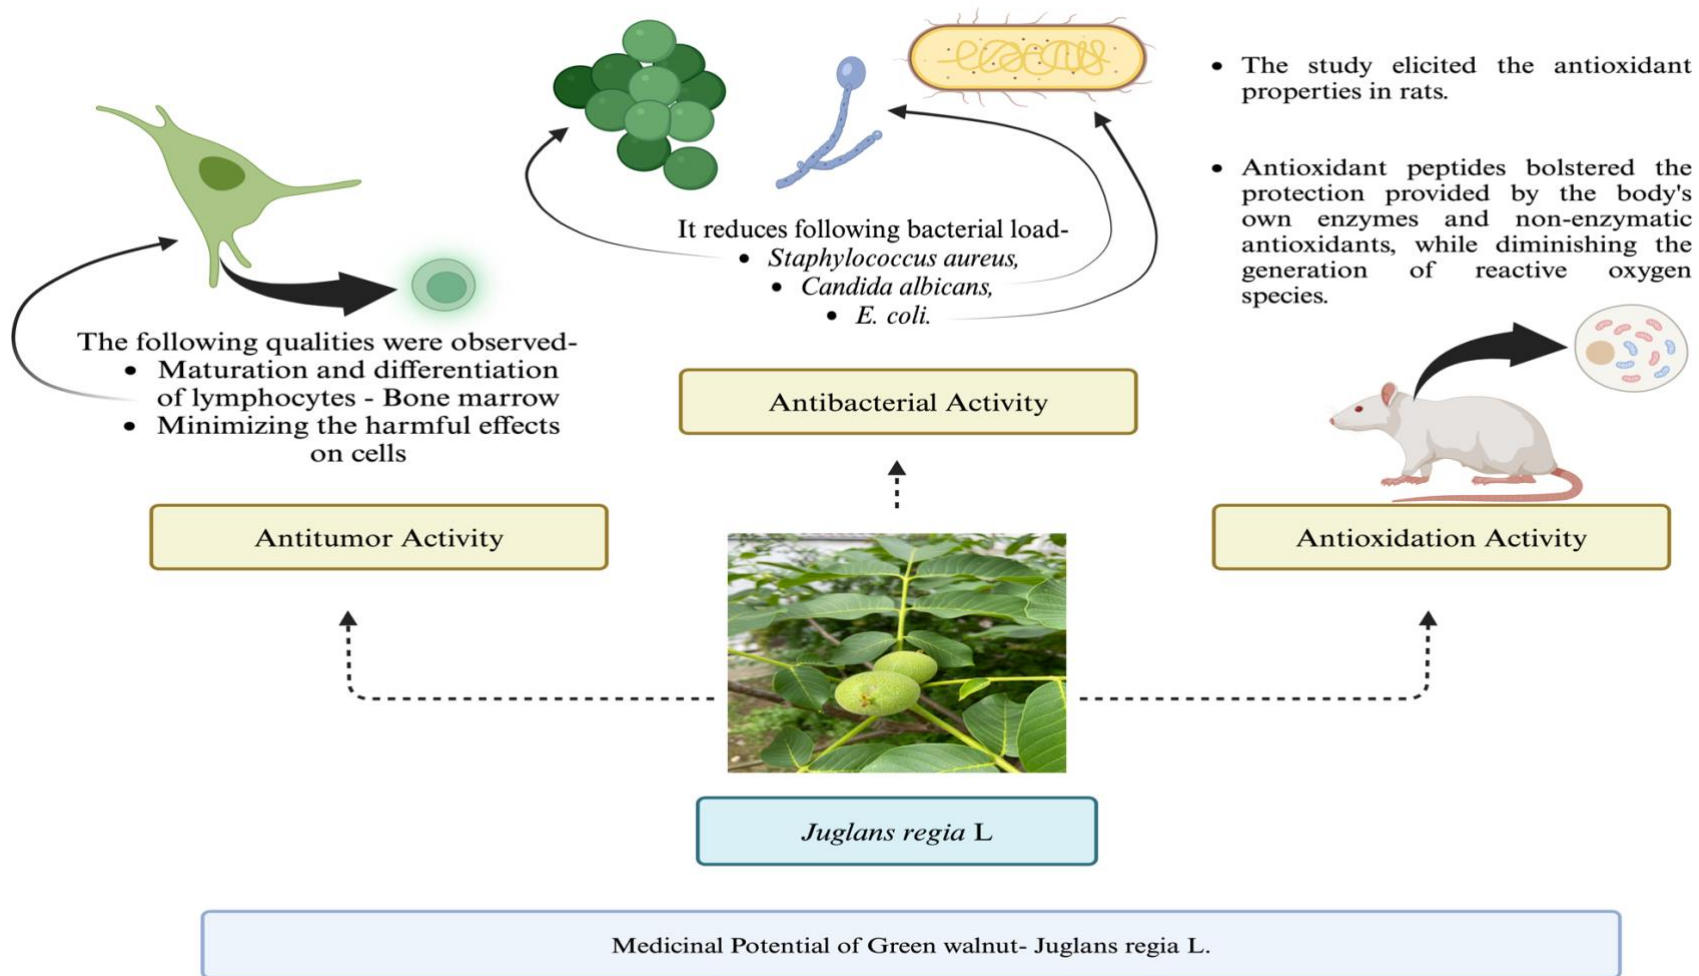 The following qualities were observed-
• Maturation and differentiation
of lymphocytes - Bone marrow
• Minimizing the harmful effects
on cells
Antitumor Activity
It reduces following bacterial load-
• Staphylococcus aureus,
• Candida albicans,
• E. coli.
Antibacterial Activity
• The study elicited the antioxidant
properties in rats.
• Antioxidant peptides bolstered the
protection provided by the body's
own enzymes and non-enzymatic
antioxidants, while diminishing the
generation of reactive oxygen
species.
Antioxidation Activity
Juglans regia L
Medicinal Potential of Green walnut- Juglans regia L.